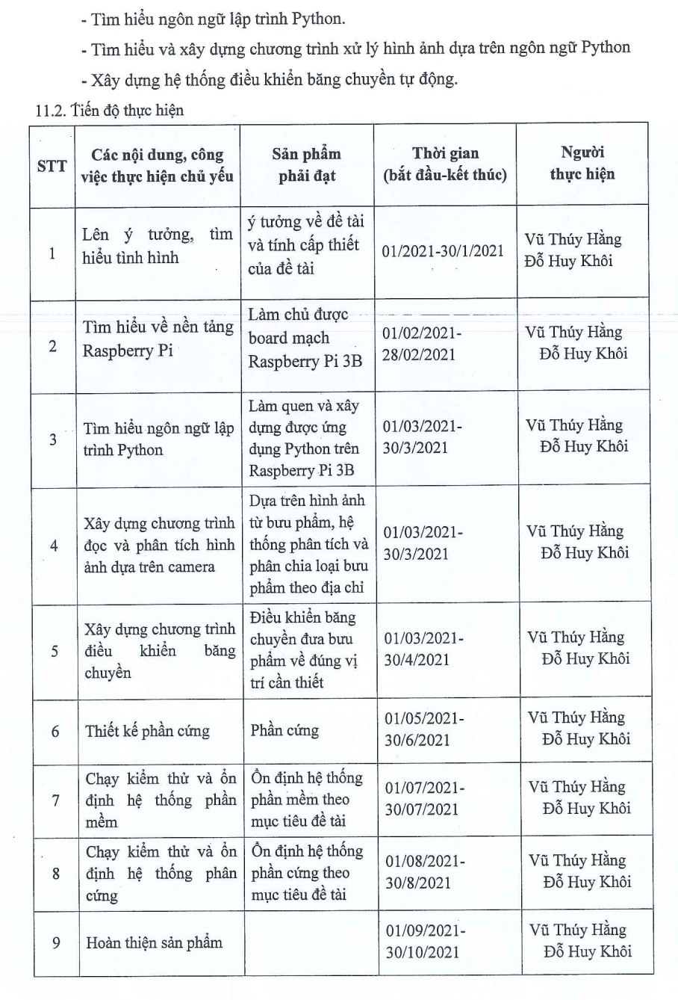 - Tìm hiểu ngôn ngữ lập trình Python.
- Tìm hiểu và xây dựng chương trình xử lý hình ảnh dựa trên ngôn ngữ Python
- Xây dựng hệ thống điều khiển băng chuyền tự động.
11.2. Tiến độ thực hiện
STT
Các nội dung, công
việc thực hiện chủ yếu
Sản phẩm
phải đạt
Thời gian
(bắt đầu-kết thúc)
Người
thực hiện
1
Lên ý tưởng, tìm
hiểu tình hình
ý tưởng về đề tài
và tính cấp thiết
của đề tài
01/2021-30/1/2021
Vũ Thúy Hằng
Đỗ Huy Khôi
2
Tìm hiểu về nền tảng
Raspberry Pi
Làm chủ được
board mạch
Raspberry Pi 3B
01/02/2021-
28/02/2021
Vũ Thúy Hằng
Đỗ Huy Khôi
3
Tìm hiểu ngôn ngữ lập
trình Python
Làm quen và xây
dựng được ứng
dụng Python trên
Raspberry Pi 3B
01/03/2021-
30/3/2021
Vũ Thúy Hằng
Đỗ Huy Khôi
4
Xây dựng chương trình
đọc và phân tích hình
ảnh dựa trên camera
Dựa trên hình ảnh
từ bưu phẩm, hệ
thống phân tích và
phân chia loại bưu
phẩm theo địa chỉ
01/03/2021-
30/3/2021
Vũ Thúy Hằng
Đỗ Huy Khôi
5
Xây dựng chương trình
điều khiển băng
chuyền
Điều khiển băng
chuyền đưa bưu
phẩm về đúng vị
trí cần thiết
01/03/2021-
30/4/2021
Vũ Thúy Hằng
Đỗ Huy Khôi
6
Thiết kế phần cứng
Phần cứng
01/05/2021-
30/6/2021
Vũ Thúy Hằng
Đỗ Huy Khôi
7
Chạy kiểm thử và ổn
định hệ thống phần
mềm
Ổn định hệ thống
phần mềm theo
mục tiêu đề tài
01/07/2021-
30/07/2021
Vũ Thúy Hằng
Đỗ Huy Khôi
8
Chạy kiểm thử và ổn
định hệ thống phân
cứng
Ổn định hệ thống
phần cứng theo
mục tiêu đề tài
01/08/2021-
30/8/2021
Vũ Thúy Hằng
Đỗ Huy Khôi
9
Hoàn thiện sản phẩm
01/09/2021-
30/10/2021
Vũ Thúy Hằng
Đỗ Huy Khôi